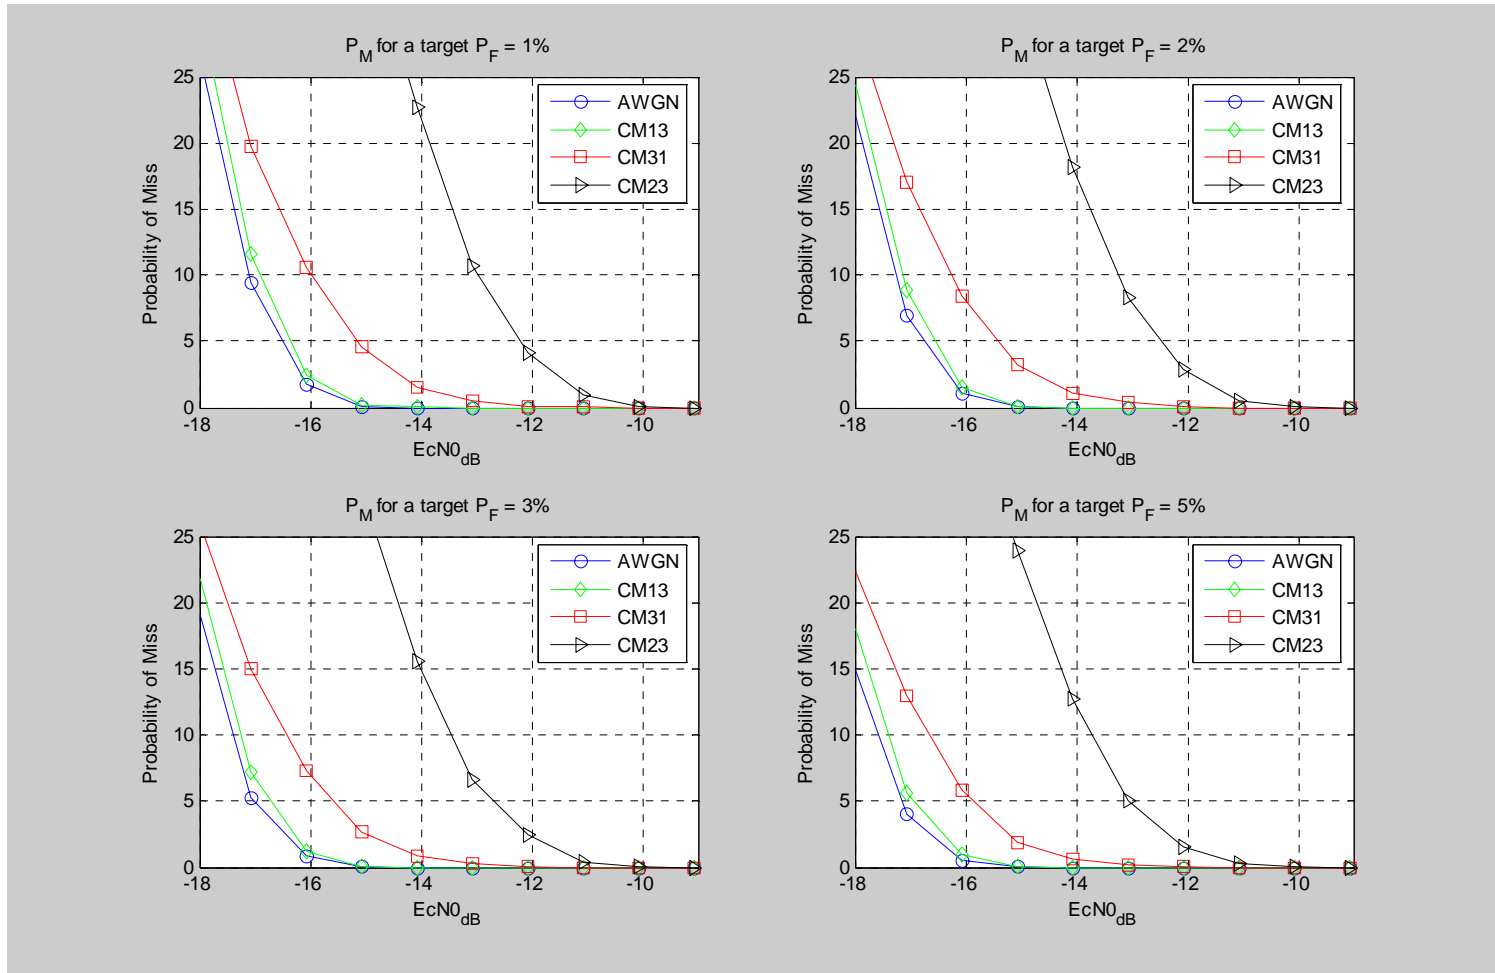 P_M for a target P_F = 1%
25
20
15
10
5
0
Probability of Miss
-18
-16
-14
-12
-10
EcN0_dB
AWGN
CM13
CM31
CM23
P_M for a target P_F = 2%
25
20
15
10
5
0
Probability of Miss
-18
-16
-14
-12
-10
EcN0_dB
AWGN
CM13
CM31
CM23
P_M for a target P_F = 3%
25
20
15
10
5
0
Probability of Miss
-18
-16
-14
-12
-10
EcN0_dB
AWGN
CM13
CM31
CM23
P_M for a target P_F = 5%
25
20
15
10
5
0
Probability of Miss
-18
-16
-14
-12
-10
EcN0_dB
AWGN
CM13
CM31
CM23